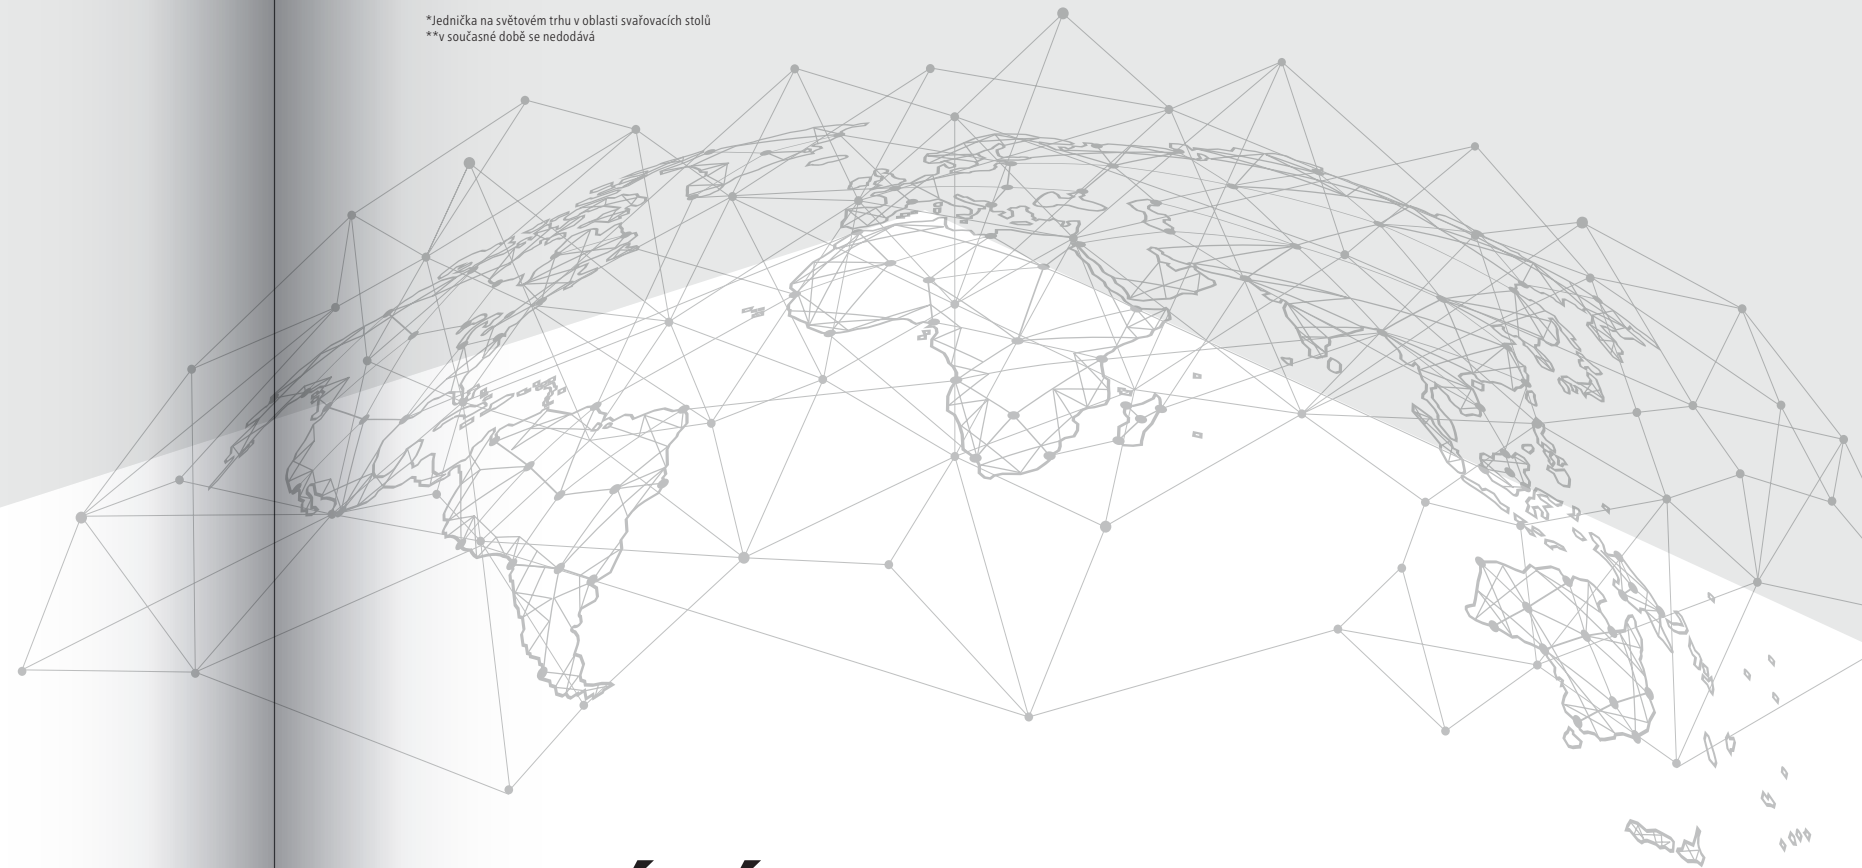 *Jednička na světovém trhu v oblasti svařovacích stolů
**v současné době se nedodává